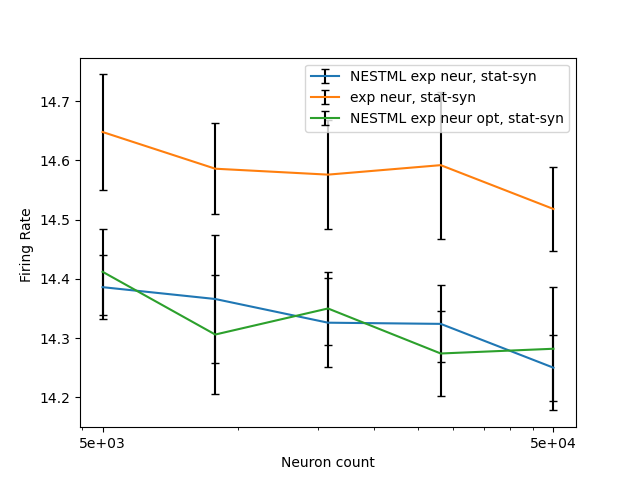 NESTML exp neur, stat-syn
exp neur, stat-syn
NESTML exp neur opt, stat-syn
14.7
14.6
14.5
14.4
14.3
14.2
Firing Rate
5e+03
5e+04
Neuron count